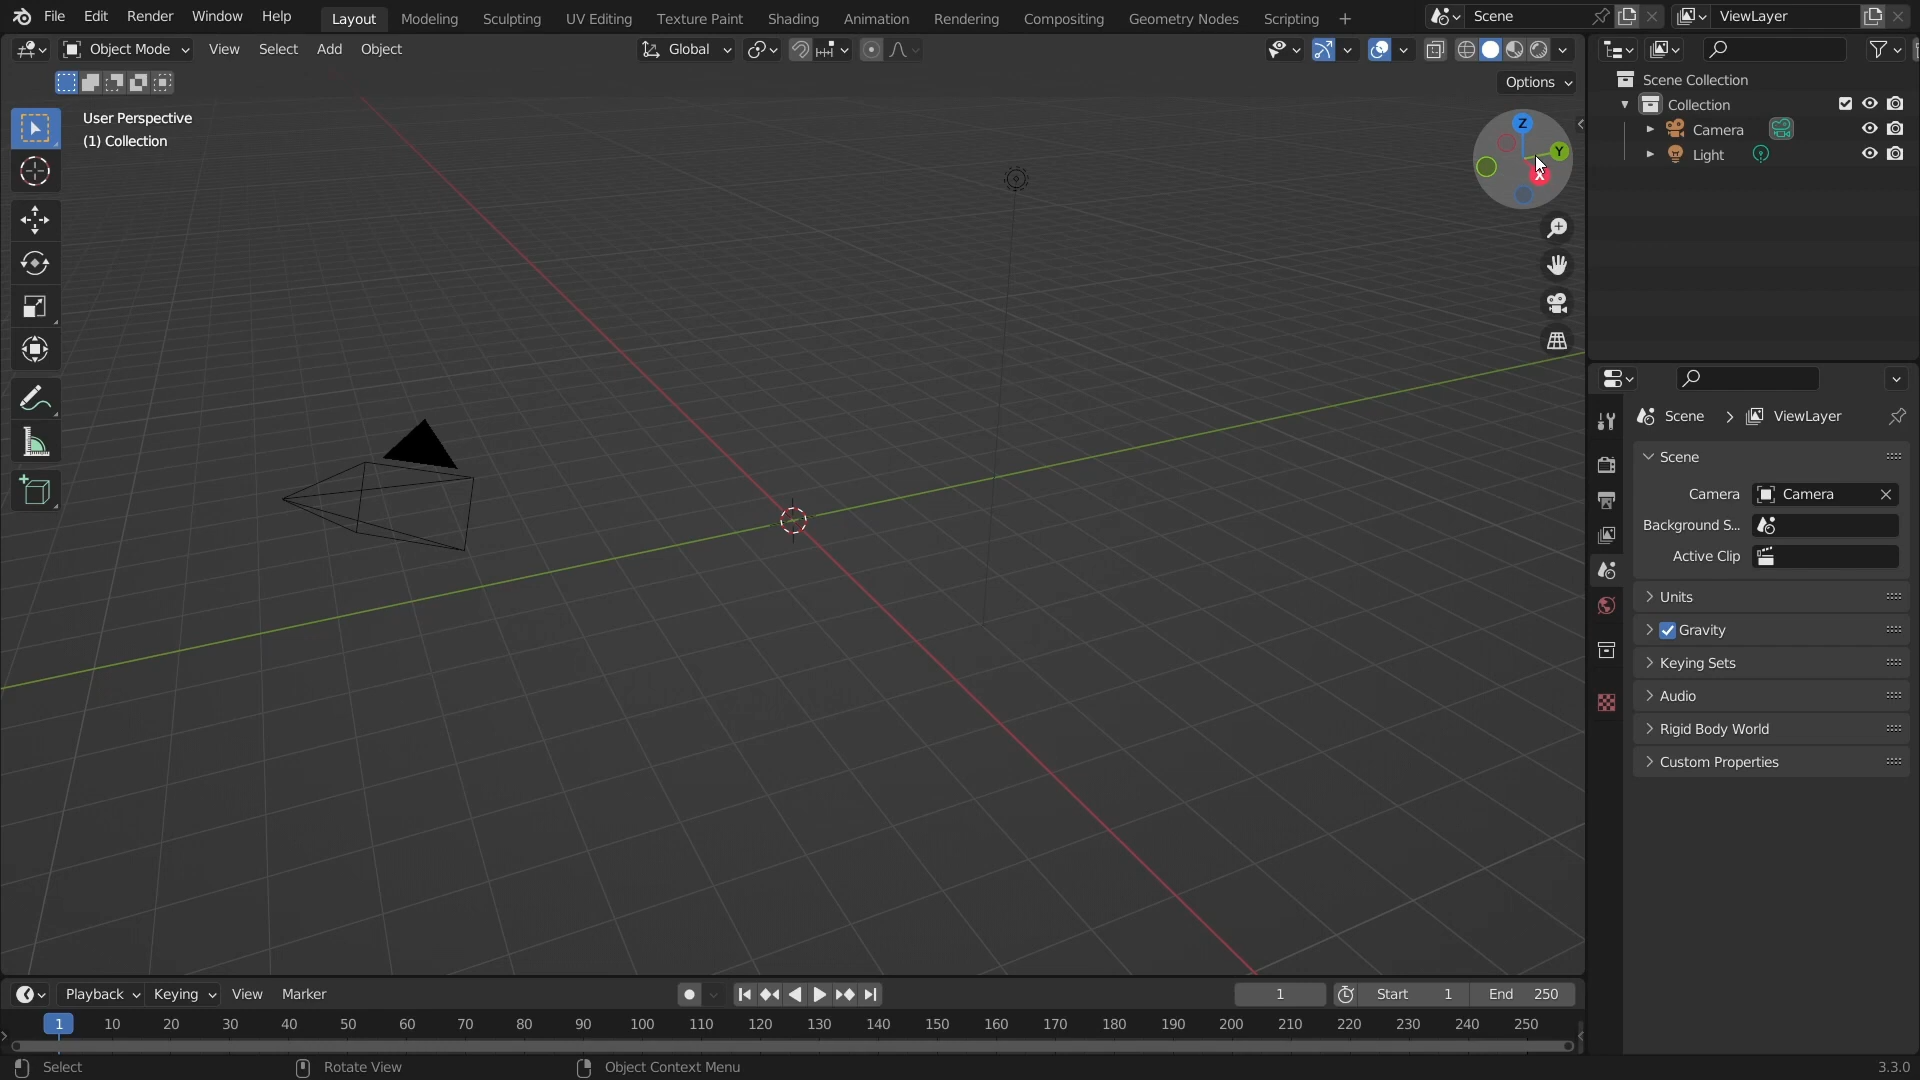 File Edit Render Window Help Layout Modeling Sculpting UV Editing Texture Paint Shading Animation Rendering Compositing Geometry Nodes Scripting + Scene ViewLayer
Object Mode View Select Add Object Global
Options
User Perspective
(1) Collection
Z
Y
X
Scene Collection
Collection
Camera
Light
Scene > ViewLayer
Scene
Camera Camera
Background S...
Active Clip
Units
Gravity
Keying Sets
Audio
Rigid Body World
Custom Properties
Playback Keying View Marker 1 Start 1 End 250
1 10 20 30 40 50 60 70 80 90 100 110 120 130 140 150 160 170 180 190 200 210 220 230 240 250
Select Rotate View Object Context Menu 3.3.0